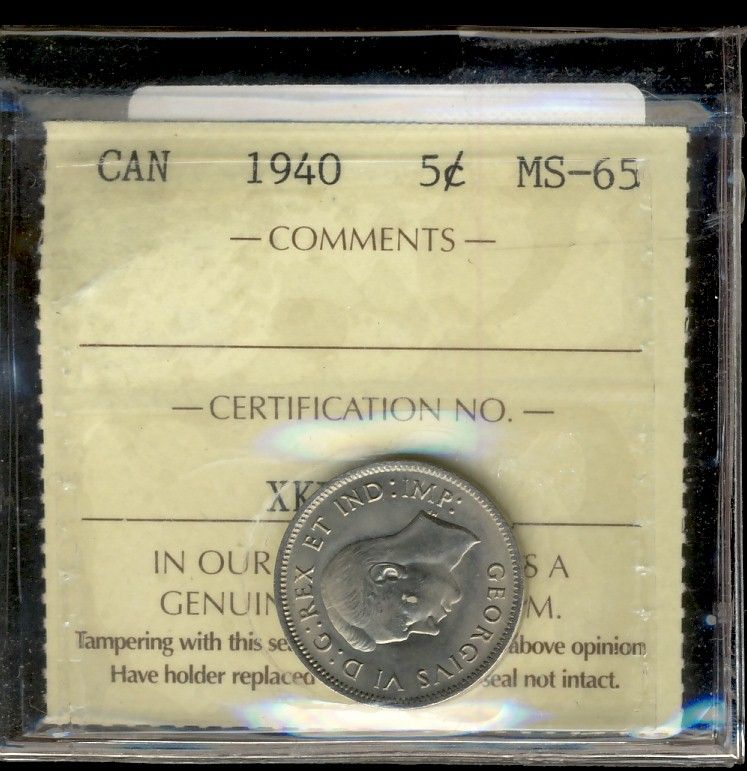 CAN 1940 5¢ MS-65
— COMMENTS —
— CERTIFICATION NO. —
XK
IN OUR S A
GENUIN M.
Tampering with this se above opinion
Have holder replaced seal not intact.
GEORGIVS VI D:G:REX ET IND:IMP: